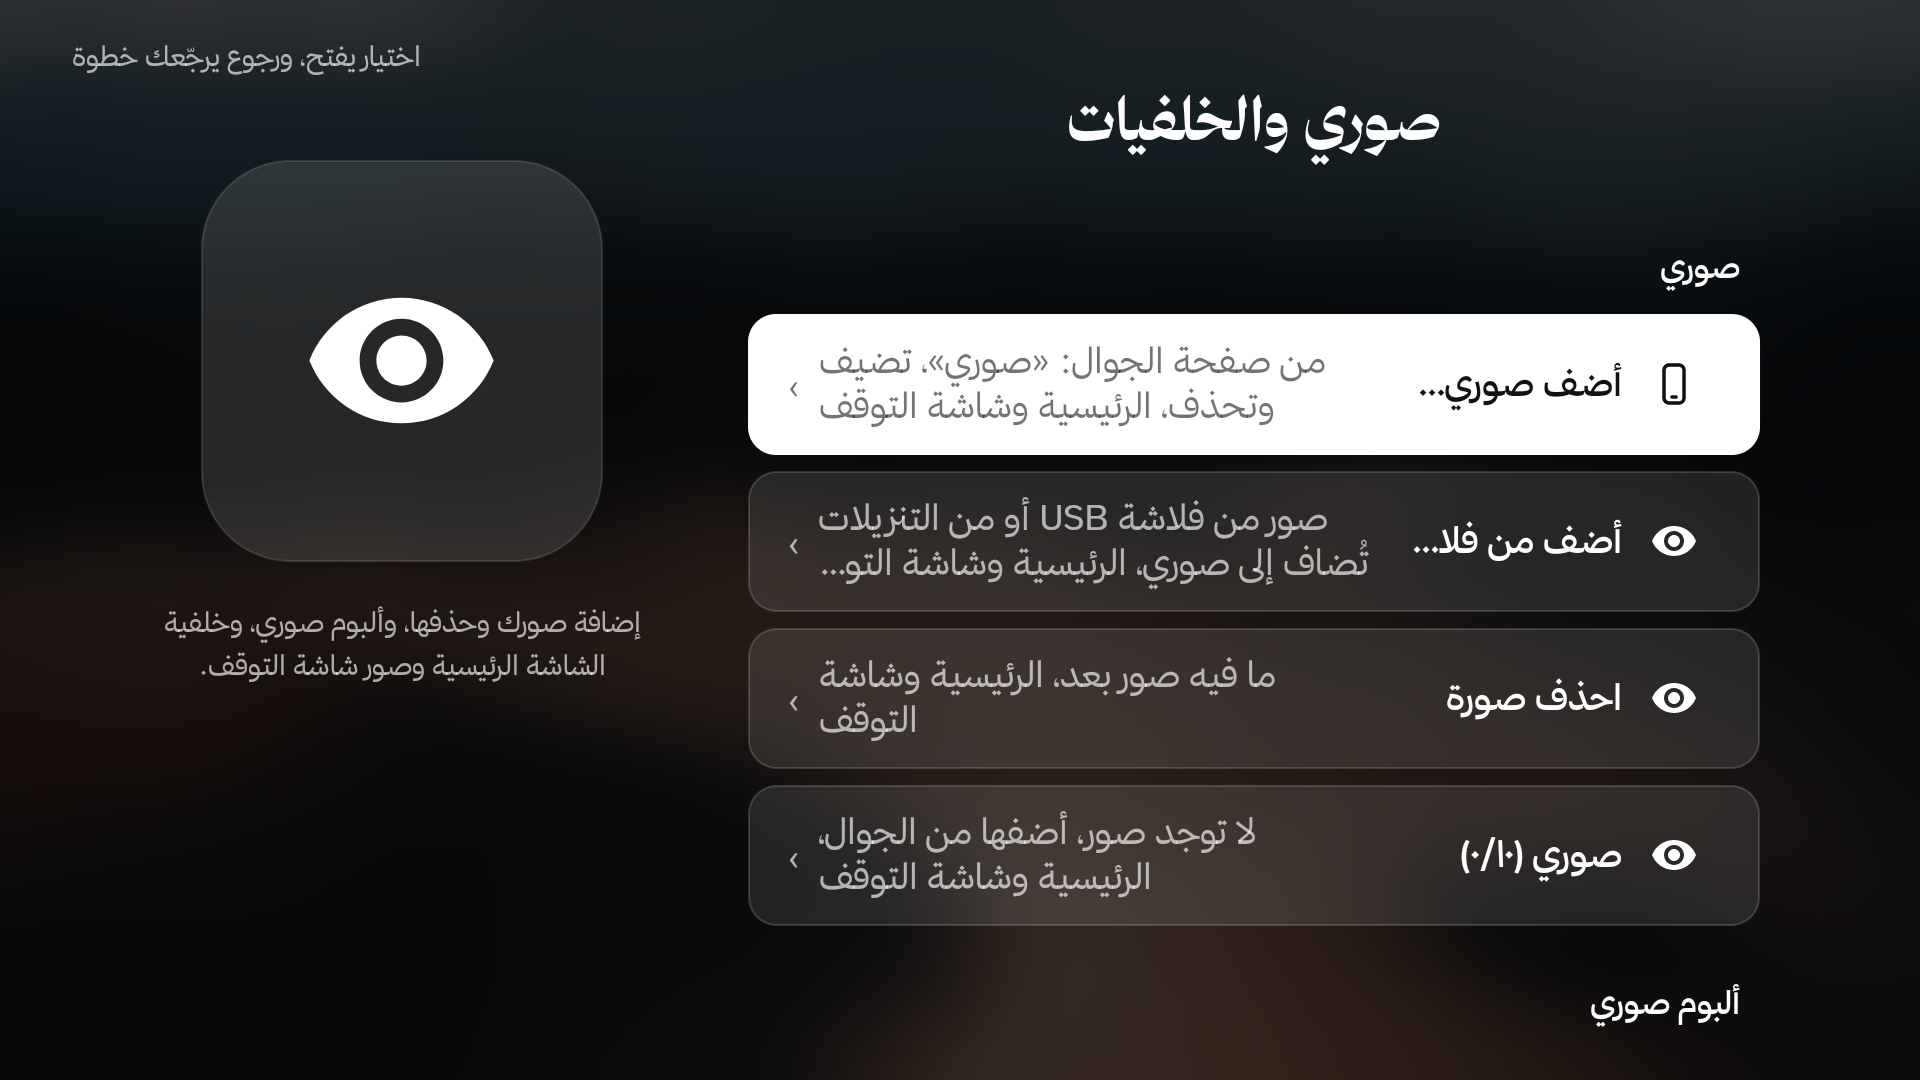 اختيار يفتح، ورجوع يرجّعك خطوة
صوري والخلفيات
صوري
أضف صوري...
من صفحة الجوال: «صوري»، تضيف
وتحذف، الرئيسية وشاشة التوقف
أضف من فلا...
صور من فلاشة USB أو من التنزيلات
تُضاف إلى صوري، الرئيسية وشاشة التو...
احذف صورة
ما فيه صور بعد، الرئيسية وشاشة
التوقف
صوري (٠/١٠)
لا توجد صور، أضفها من الجوال،
الرئيسية وشاشة التوقف
ألبوم صوري
إضافة صورك وحذفها، وألبوم صوري، وخلفية
الشاشة الرئيسية وصور شاشة التوقف.